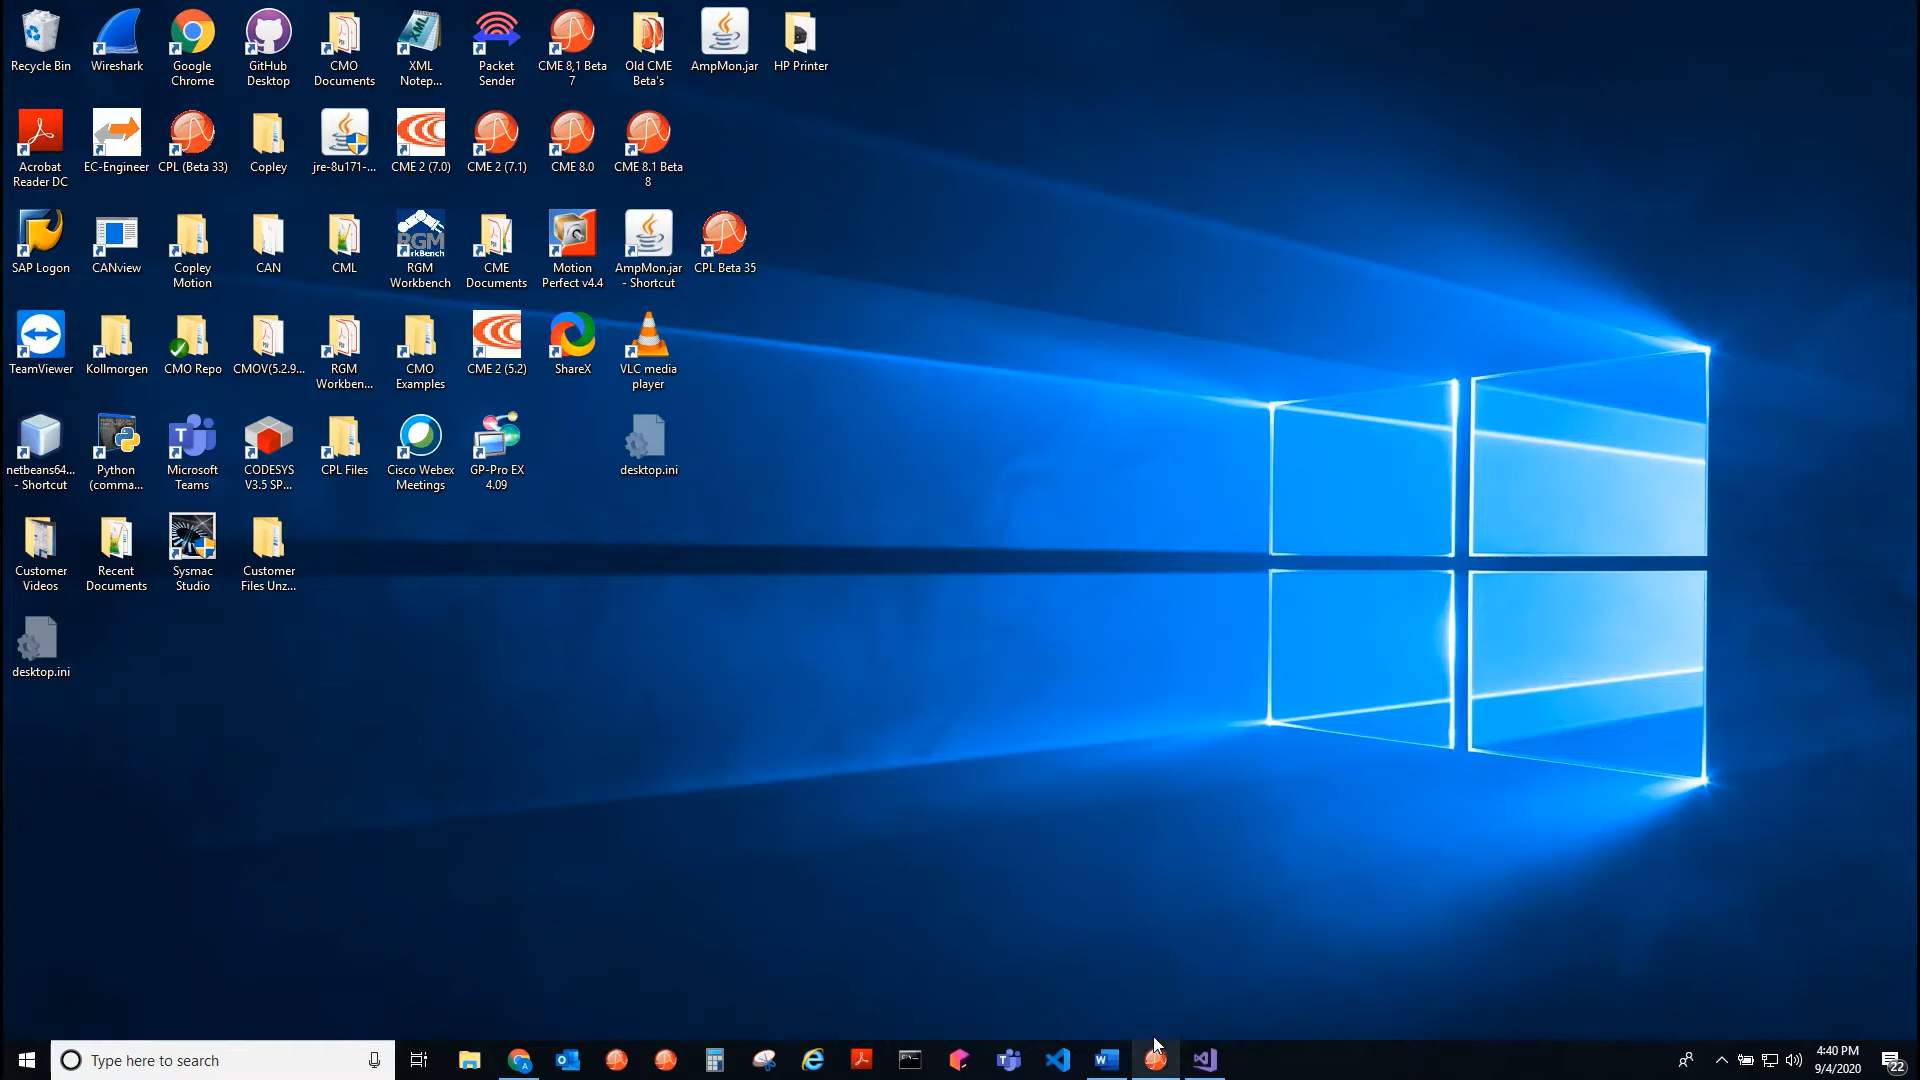 Recycle Bin
Wireshark
Google
Chrome
GitHub
Desktop
CMO
Documents
XML
Notep...
Packet
Sender
CME 8,1 Beta
7
Old CME
Beta's
AmpMon.jar
HP Printer
Acrobat
Reader DC
EC-Engineer
CPL (Beta 33)
Copley
jre-8u171-...
CME 2 (7.0)
CME 2 (7.1)
CME 8.0
CME 8.1 Beta
8
SAP Logon
CANview
Copley
Motion
CAN
CML
RGM
Workbench
CME
Documents
Motion
Perfect v4.4
AmpMon.jar
- Shortcut
CPL Beta 35
TeamViewer
Kollmorgen
CMO Repo
CMOV(5.2.9...
RGM
Workben...
CMO
Examples
CME 2 (5.2)
ShareX
VLC media
player
netbeans64...
- Shortcut
Python
(comma...
Microsoft
Teams
CODESYS
V3.5 SP...
CPL Files
Cisco Webex
Meetings
GP-Pro EX
4.09
desktop.ini
Customer
Videos
Recent
Documents
Sysmac
Studio
Customer
Files Unz...
desktop.ini
Type here to search
4:40 PM
9/4/2020
22